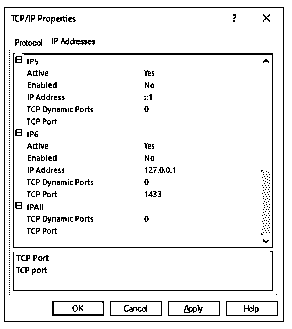 TCP/IP Properties ? ×
Protocol IP Addresses
IP5
Active Yes
Enabled No
IP Address ::1
TCP Dynamic Ports 0
TCP Port
IP6
Active Yes
Enabled No
IP Address 127.0.0.1
TCP Dynamic Ports 0
TCP Port 1433
IPAll
TCP Dynamic Ports 0
TCP Port
TCP Port
TCP port
OK Cancel Apply Help